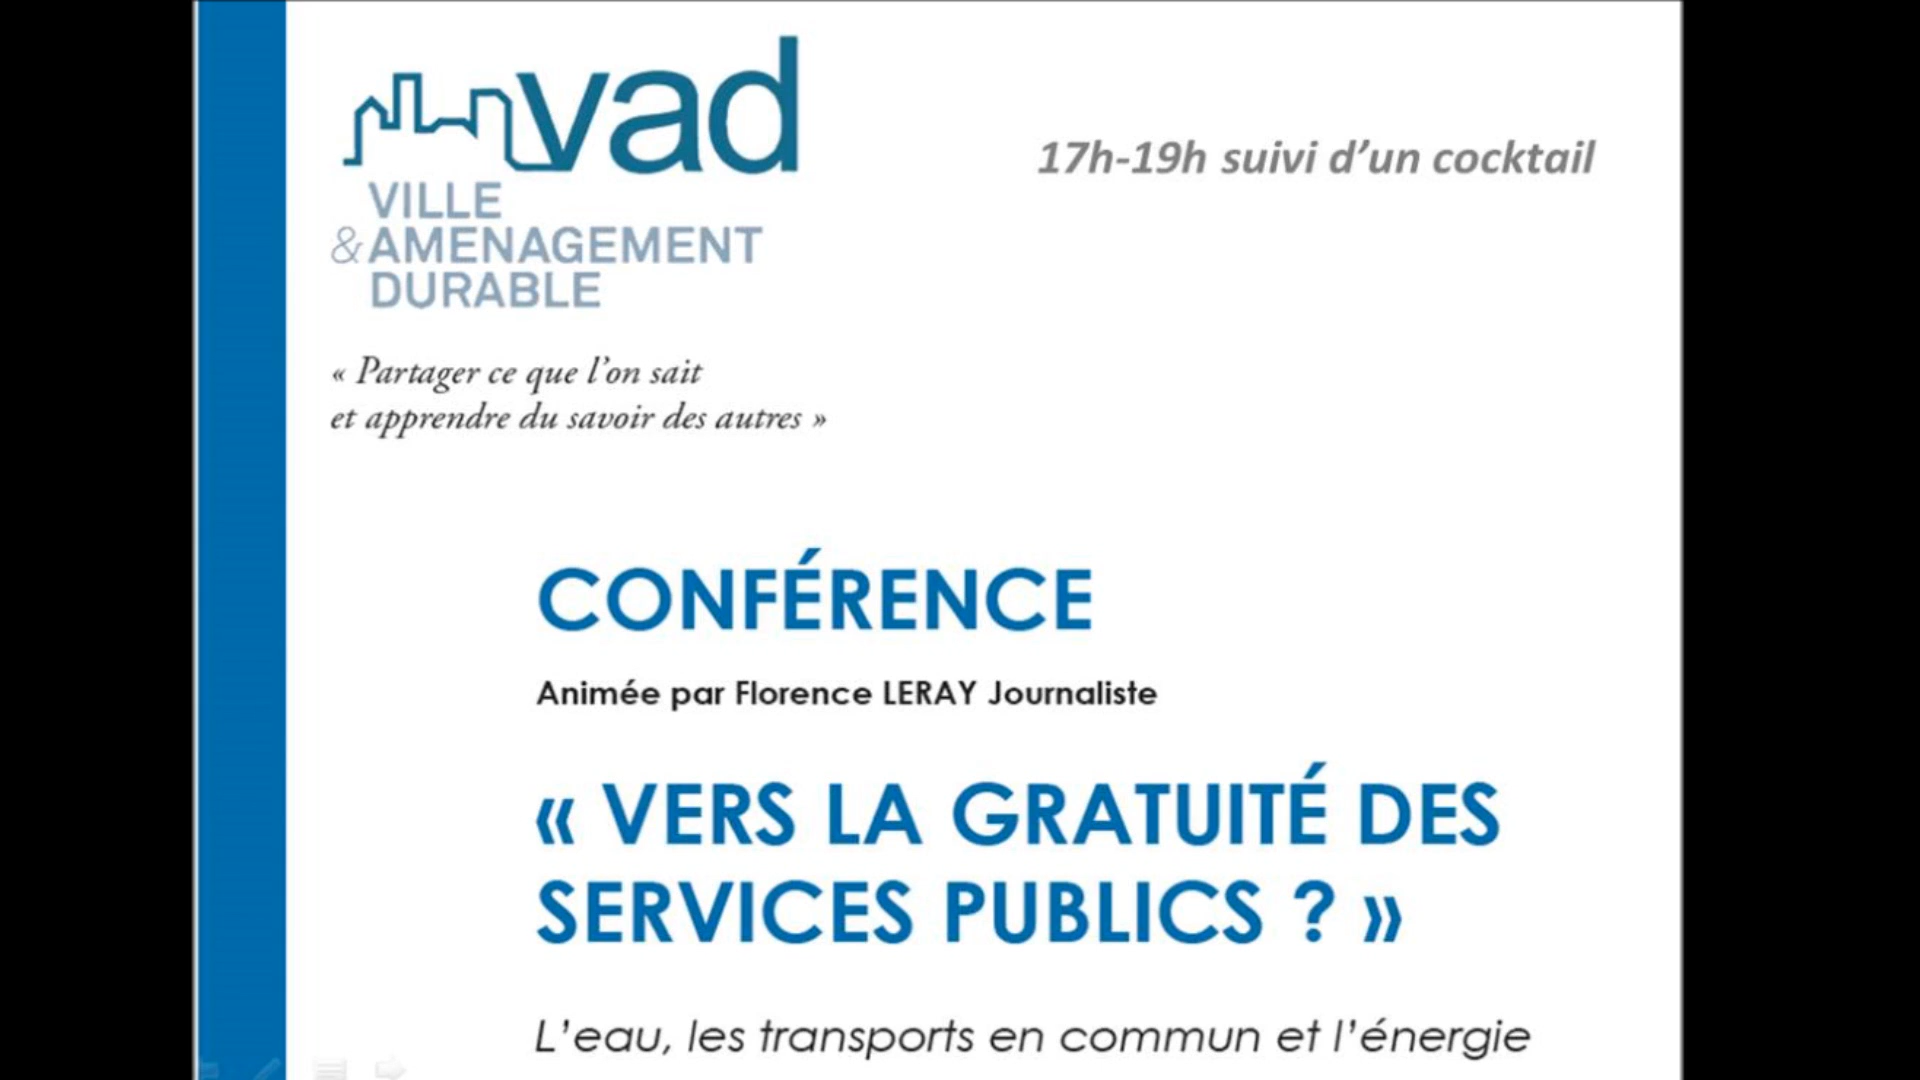 vad
17h-19h suivi d’un cocktail
VILLE
&AMENAGEMENT
DURABLE
« Partager ce que l’on sait
et apprendre du savoir des autres »
CONFÉRENCE
Animée par Florence LERAY Journaliste
« VERS LA GRATUITÉ DES
SERVICES PUBLICS ? »
L’eau, les transports en commun et l’énergie